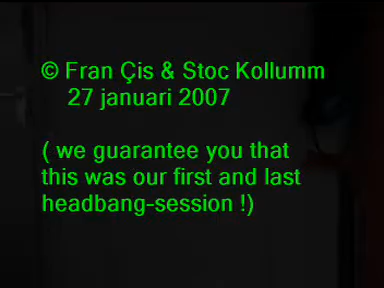 © Fran Çis & Stoc Kollumm
27 januari 2007
( we guarantee you that
this was our first and last
headbang-session !)